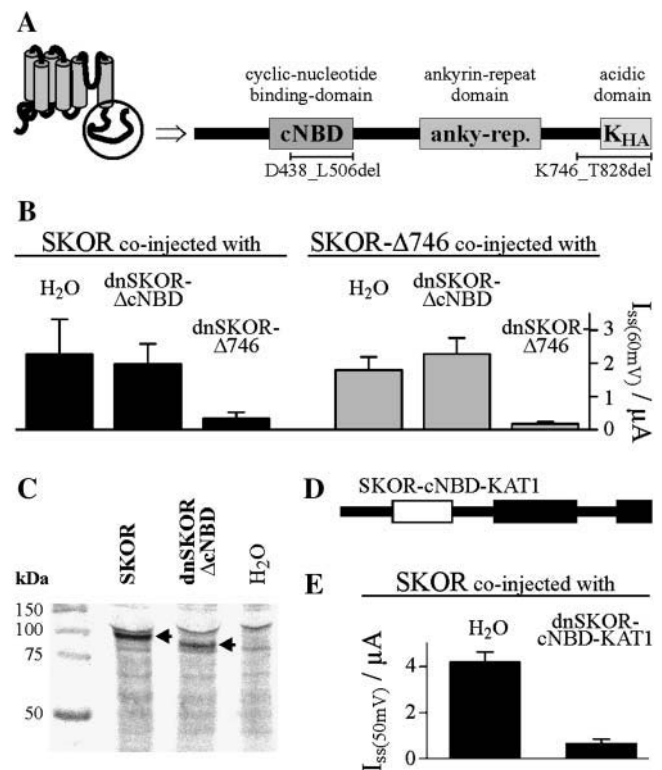 A
cyclic-nucleotide ankyrin-repeat acidic
binding-domain domain domain
cNBD anky-rep. KHA
D438_L506del K746_T828del
B
SKOR co-injected with SKOR-Δ746 co-injected with
H2O dnSKOR-ΔcNBD dnSKOR-Δ746
H2O dnSKOR-ΔcNBD dnSKOR-Δ746
Iss(60mV) / µA
3
2
1
0
C
kDa SKOR dnSKOR ΔcNBD H2O
150
100
75
50
D
SKOR-cNBD-KAT1
E
SKOR co-injected with
H2O dnSKOR-cNBD-KAT1
Iss(50mV) / µA
4
2
0